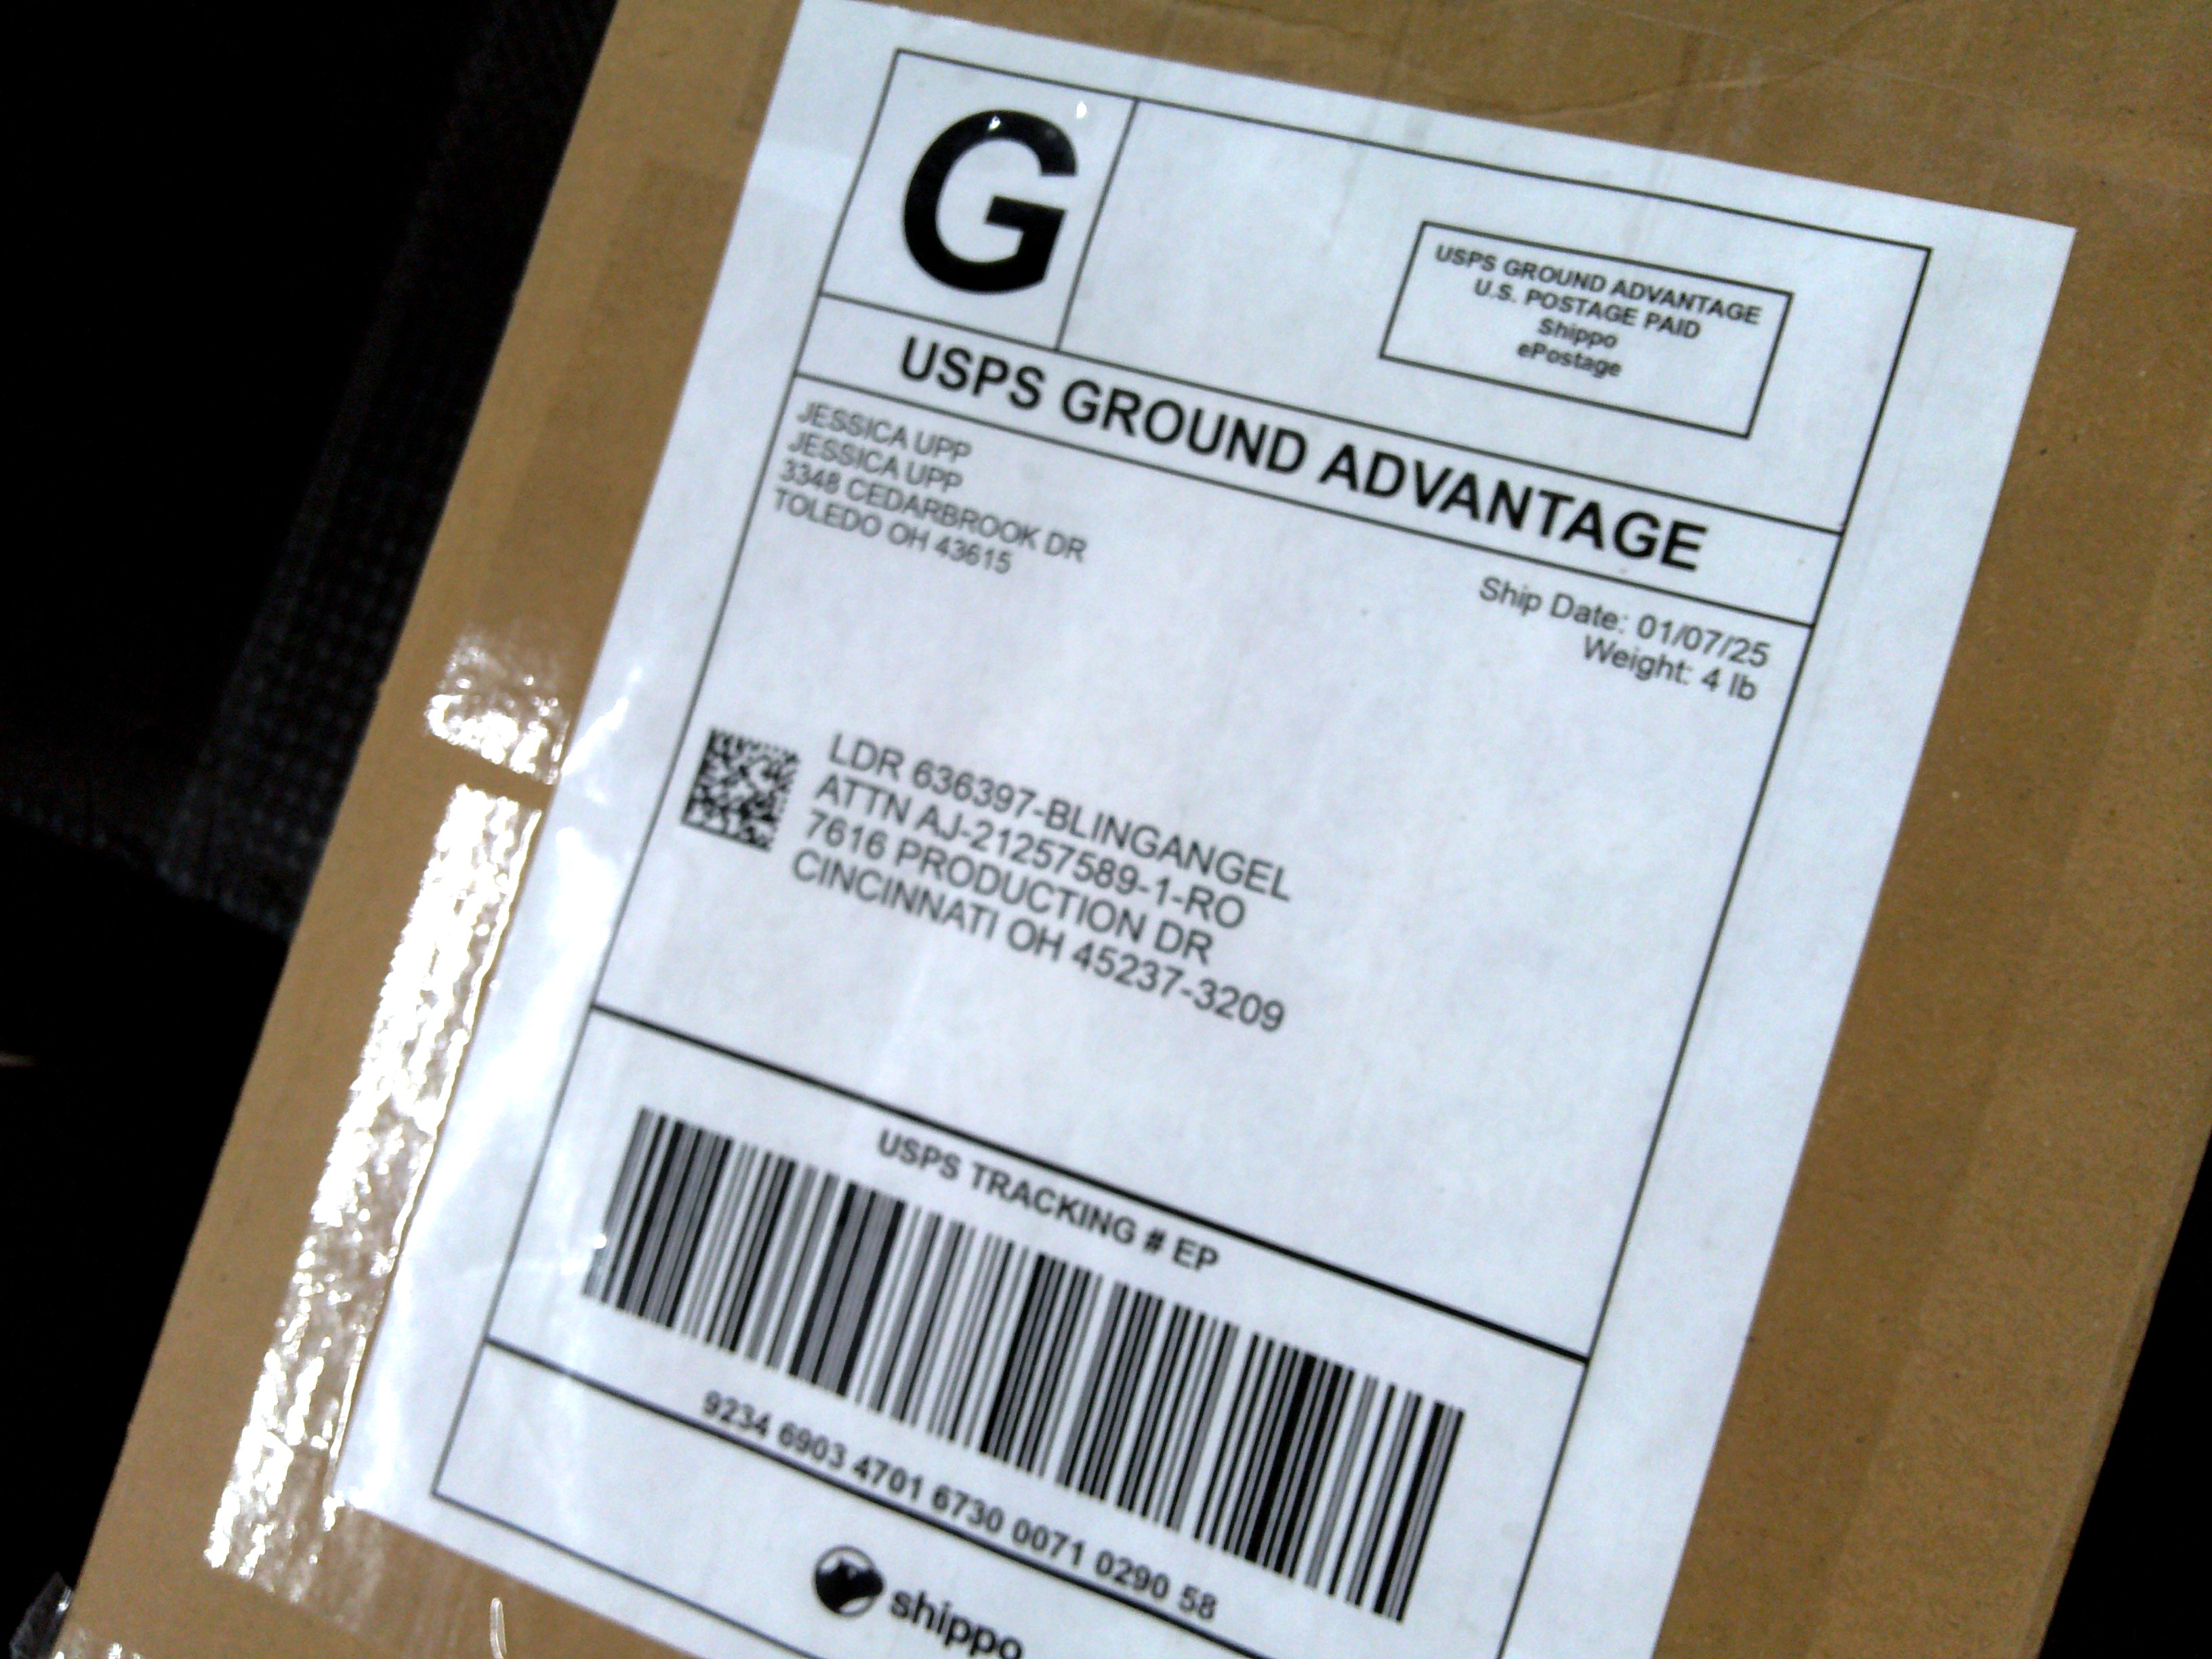 G
USPS GROUND ADVANTAGE
U.S. POSTAGE PAID
Shippo
ePostage
USPS GROUND ADVANTAGE
JESSICA UPP
JESSICA UPP
3348 CEDARBROOK DR
TOLEDO OH 43615
Ship Date: 01/07/25
Weight: 4 lb
LDR 636397-BLINGANGEL
ATTN AJ-21257589-1-RO
7616 PRODUCTION DR
CINCINNATI OH 45237-3209
USPS TRACKING # EP
9234 6903 4701 6730 0071 0290 58
shippo